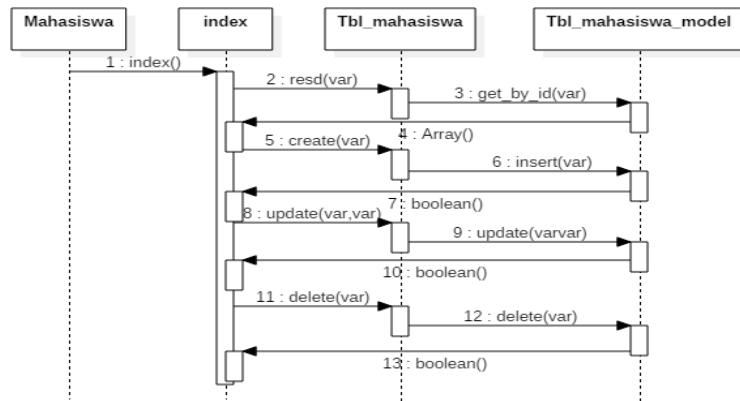 Mahasiswa
index
Tbl_mahasiswa
Tbl_mahasiswa_model
1 : index()
2 : resd(var)
3 : get_by_id(var)
4 : Array()
5 : create(var)
6 : insert(var)
7 : boolean()
8 : update(var,var)
9 : update(varvar)
10 : boolean()
11 : delete(var)
12 : delete(var)
13 : boolean()